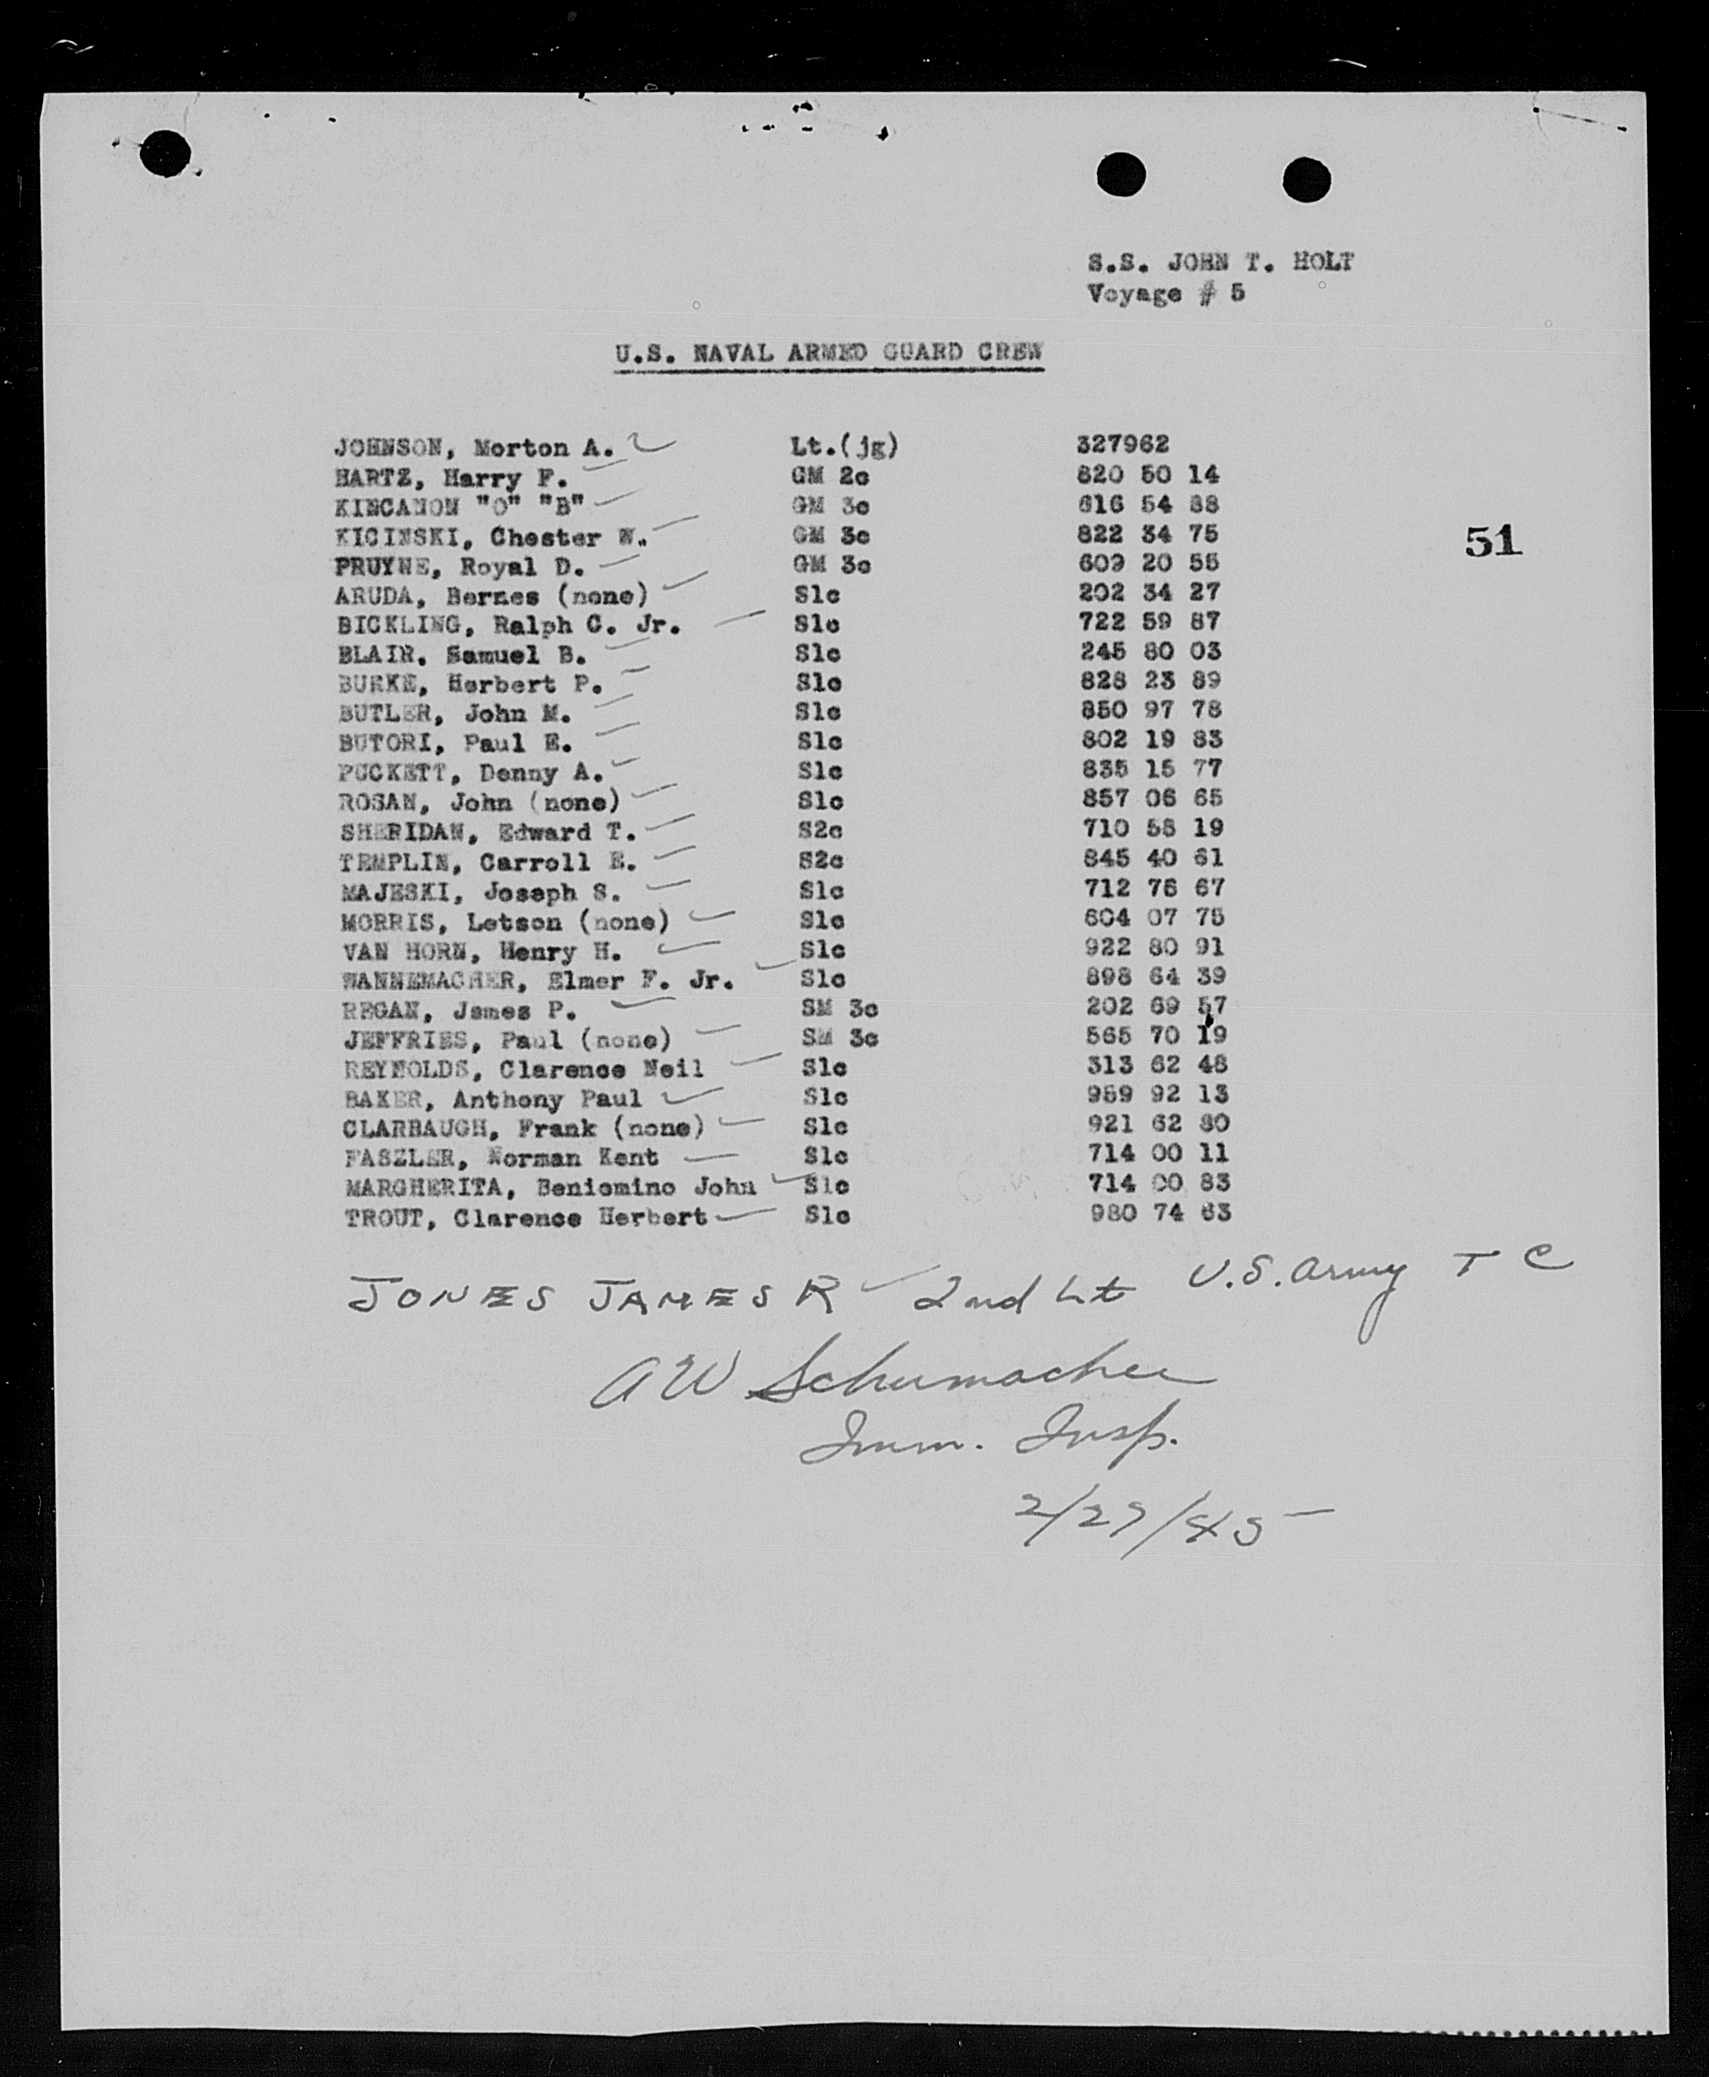 S.S. JOHN T. HOLT
Voyage # 5
U.S. NAVAL ARMED GUARD CREW
JOHNSON, Morton A. Lt.(jg) 327962
HARTZ, Harry F. GM 2c 820 50 14
KINCANON "O" "B" GM 3c 616 54 88
KICINSKI, Chester W. GM 3c 822 34 75
51
PRUYNE, Royal D. GM 3c 609 20 55
ARUDA, Bernes (none) S1c 202 34 27
BICKLING, Ralph C. Jr. S1c 722 59 87
BLAIR. Samuel B. S1c 245 80 03
BURKE, Herbert P. S1c 828 23 89
BUTLER, John M. S1c 850 97 78
BUTORI, Paul E. S1c 802 19 83
PUCKETT, Denny A. S1c 835 15 77
ROSAN, John (none) S1c 857 06 65
SHERIDAN, Edward T. S2c 710 58 19
TEMPLIN, Carroll E. S2c 845 40 61
MAJESKI, Joseph S. S1c 712 76 67
MORRIS, Letson (none) S1c 604 07 75
VAN HORN, Henry H. S1c 922 80 91
WANNEMACHER, Elmer F. Jr. S1c 898 64 39
REGAN, James P. SM 3c 202 69 57
JEFFRIES, Paul (none) SM 3c 565 70 19
REYNOLDS, Clarence Neil S1c 313 62 48
BAKER, Anthony Paul S1c 959 92 13
CLARBAUGH, Frank (none) S1c 921 62 80
FASZLER, Norman Kent S1c 714 00 11
MARGHERITA, Beniomino John S1c 714 00 83
TROUT, Clarence Herbert S1c 980 74 63
JONES JAMES R 2nd Lt U.S. Army T C
AW Schumacher
Imm. Insp.
2/27/45